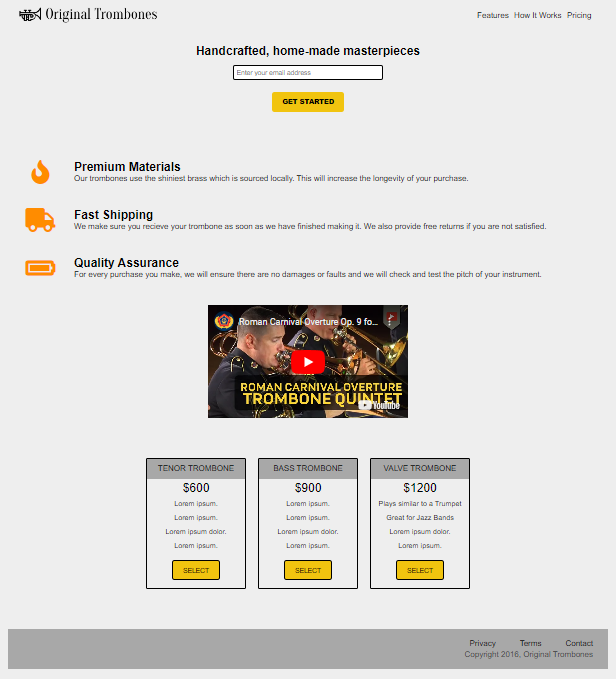 Original Trombones
Features How It Works Pricing
Handcrafted, home-made masterpieces
Enter your email address
GET STARTED
Premium Materials
Our trombones use the shiniest brass which is sourced locally. This will increase the longevity of your purchase.
Fast Shipping
We make sure you recieve your trombone as soon as we have finished making it. We also provide free returns if you are not satisfied.
Quality Assurance
For every purchase you make, we will ensure there are no damages or faults and we will check and test the pitch of your instrument.
Roman Carnival Overture Op. 9 fo...
ROMAN CARNIVAL OVERTURE
TROMBONE QUINTET
YouTube
TENOR TROMBONE
$600
Lorem ipsum.
Lorem ipsum.
Lorem ipsum dolor.
Lorem ipsum.
SELECT
BASS TROMBONE
$900
Lorem ipsum.
Lorem ipsum.
Lorem ipsum dolor.
Lorem ipsum.
SELECT
VALVE TROMBONE
$1200
Plays similar to a Trumpet
Great for Jazz Bands
Lorem ipsum dolor.
Lorem ipsum.
SELECT
Privacy Terms Contact
Copyright 2016, Original Trombones